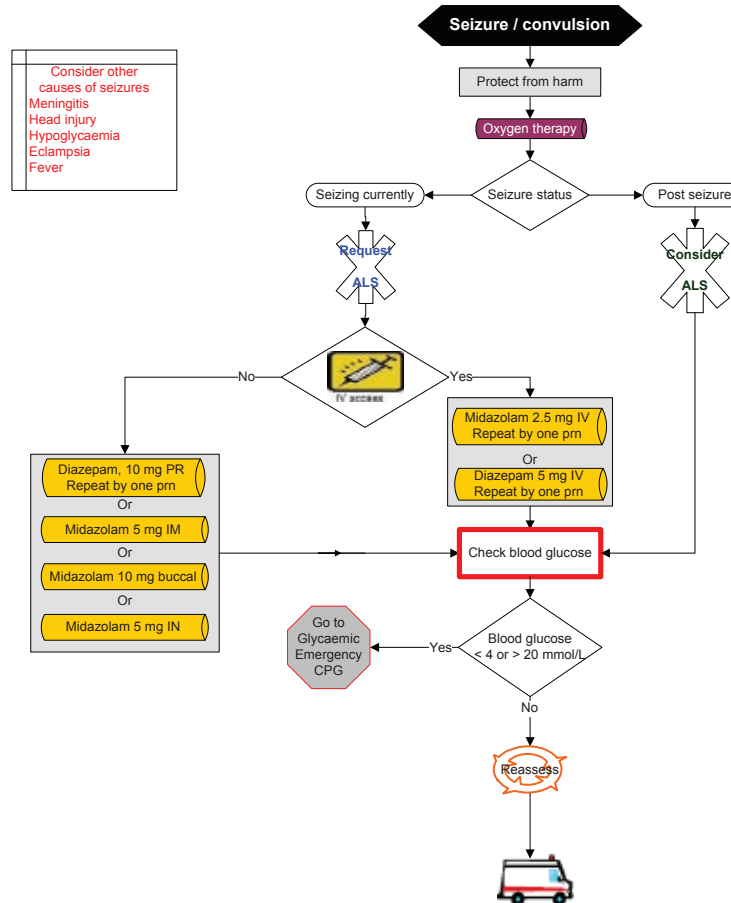 Seizure / convulsion
Consider other
causes of seizures
Meningitis
Head injury
Hypoglycaemia
Eclampsia
Fever
Protect from harm
Oxygen therapy
Seizure status
Seizing currently
Post seizure
Request
ALS
Consider
ALS
No
IV access
Yes
Midazolam 2.5 mg IV
Repeat by one prn
Or
Diazepam 5 mg IV
Repeat by one prn
Diazepam, 10 mg PR
Repeat by one prn
Or
Midazolam 5 mg IM
Or
Midazolam 10 mg buccal
Or
Midazolam 5 mg IN
Check blood glucose
Go to
Glycaemic
Emergency
CPG
Yes
Blood glucose
< 4 or > 20 mmol/L
No
Reassess